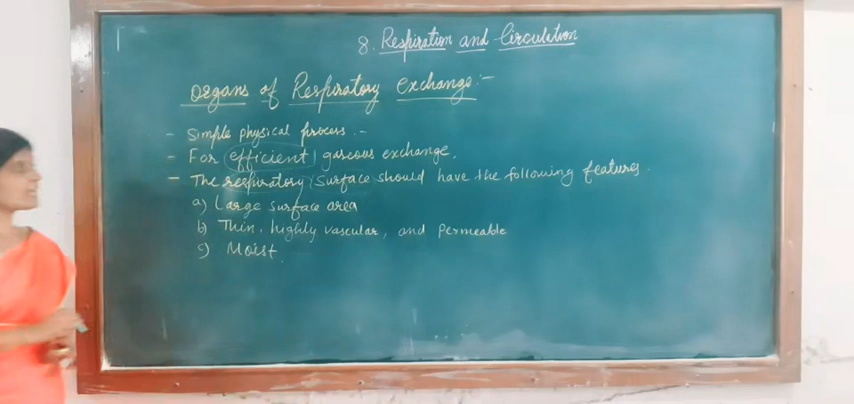 8. Respiration and Circulation
Organs of Respiratory exchange:-
- Simple physical process.-
- For efficient gaseous exchange.
- The respiratory surface should have the following features.
a) Large surface area
b) Thin, highly vascular, and permeable
c) Moist.